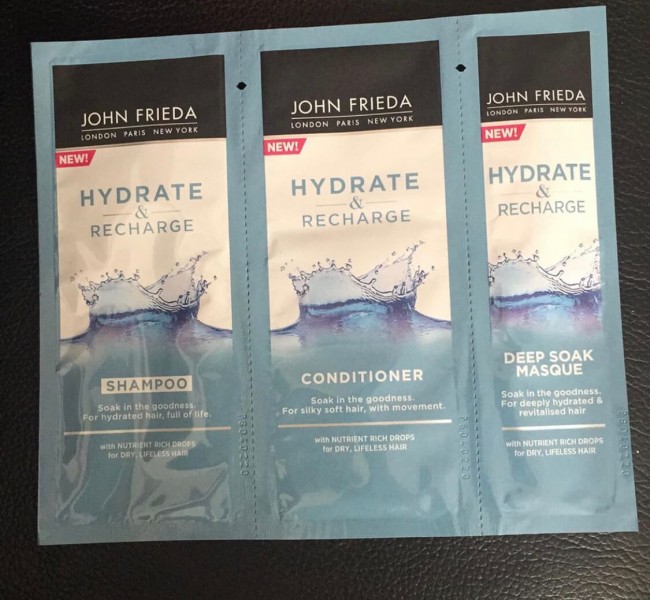 JOHN FRIEDA
LONDON PARIS NEW YORK
NEW!
HYDRATE
&
RECHARGE
SHAMPOO
Soak in the goodness.
For hydrated hair, full of life.
with NUTRIENT RICH DROPS
for DRY, LIFELESS HAIR
JOHN FRIEDA
LONDON PARIS NEW YORK
NEW!
HYDRATE
&
RECHARGE
CONDITIONER
Soak in the goodness.
For silky soft hair, with movement.
with NUTRIENT RICH DROPS
for DRY, LIFELESS HAIR
JOHN FRIEDA
LONDON PARIS NEW YORK
NEW!
HYDRATE
&
RECHARGE
DEEP SOAK
MASQUE
Soak in the goodness.
For deeply hydrated &
revitalised hair
with NUTRIENT RICH DROPS
for DRY, LIFELESS HAIR